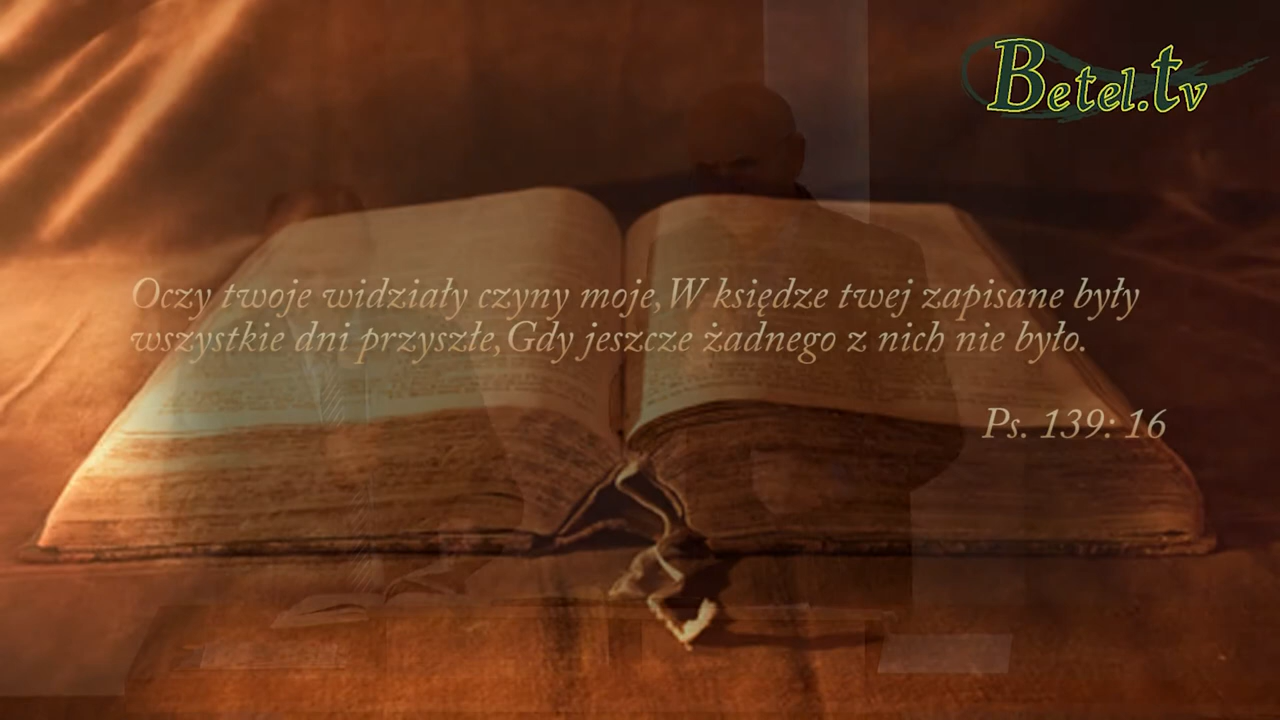 Betel.tv
Oczy twoje widziały czyny moje,W księdze twej zapisane były
wszystkie dni przyszłe,Gdy jeszcze żadnego z nich nie było.
Ps. 139: 16